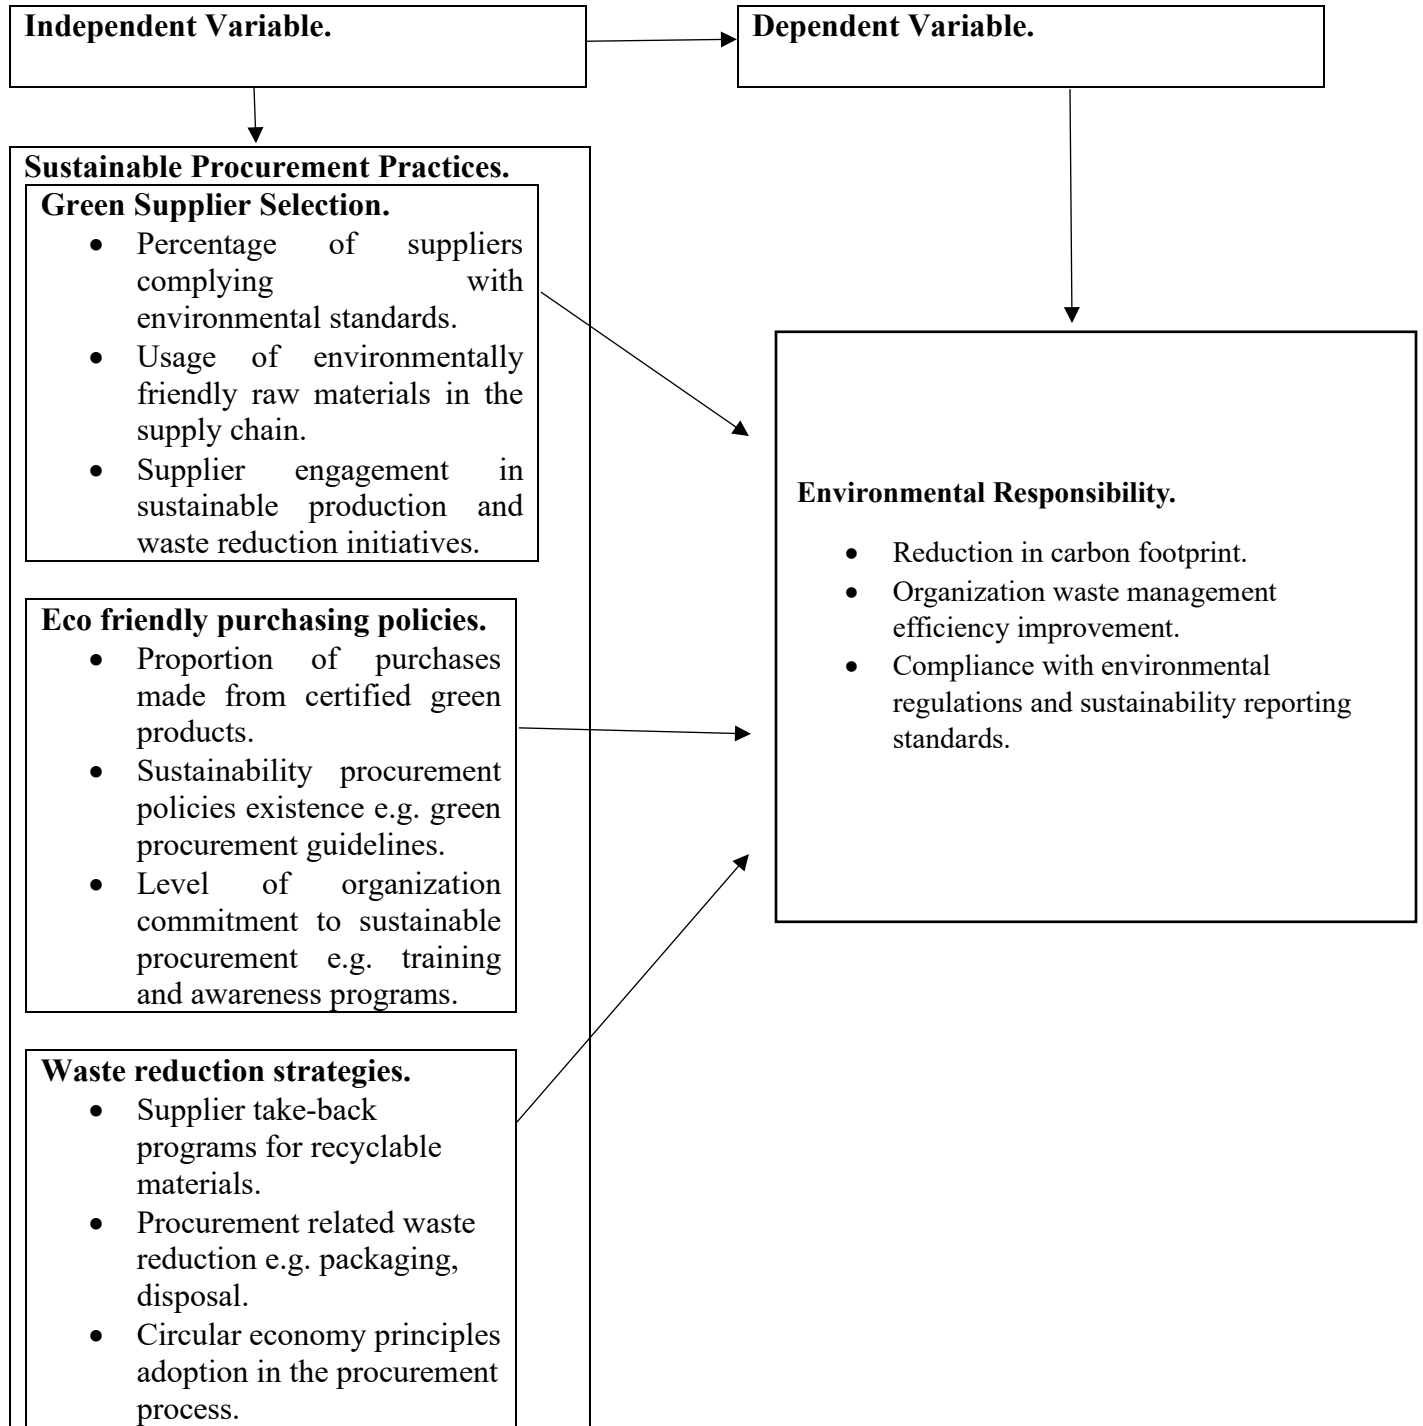 Independent Variable.
Dependent Variable.
Sustainable Procurement Practices.
Green Supplier Selection.
• Percentage of suppliers
complying with
environmental standards.
• Usage of environmentally
friendly raw materials in the
supply chain.
• Supplier engagement in
sustainable production and
waste reduction initiatives.
Eco friendly purchasing policies.
• Proportion of purchases
made from certified green
products.
• Sustainability procurement
policies existence e.g. green
procurement guidelines.
• Level of organization
commitment to sustainable
procurement e.g. training
and awareness programs.
Waste reduction strategies.
• Supplier take-back
programs for recyclable
materials.
• Procurement related waste
reduction e.g. packaging,
disposal.
• Circular economy principles
adoption in the procurement
process.
Environmental Responsibility.
• Reduction in carbon footprint.
• Organization waste management
efficiency improvement.
• Compliance with environmental
regulations and sustainability reporting
standards.